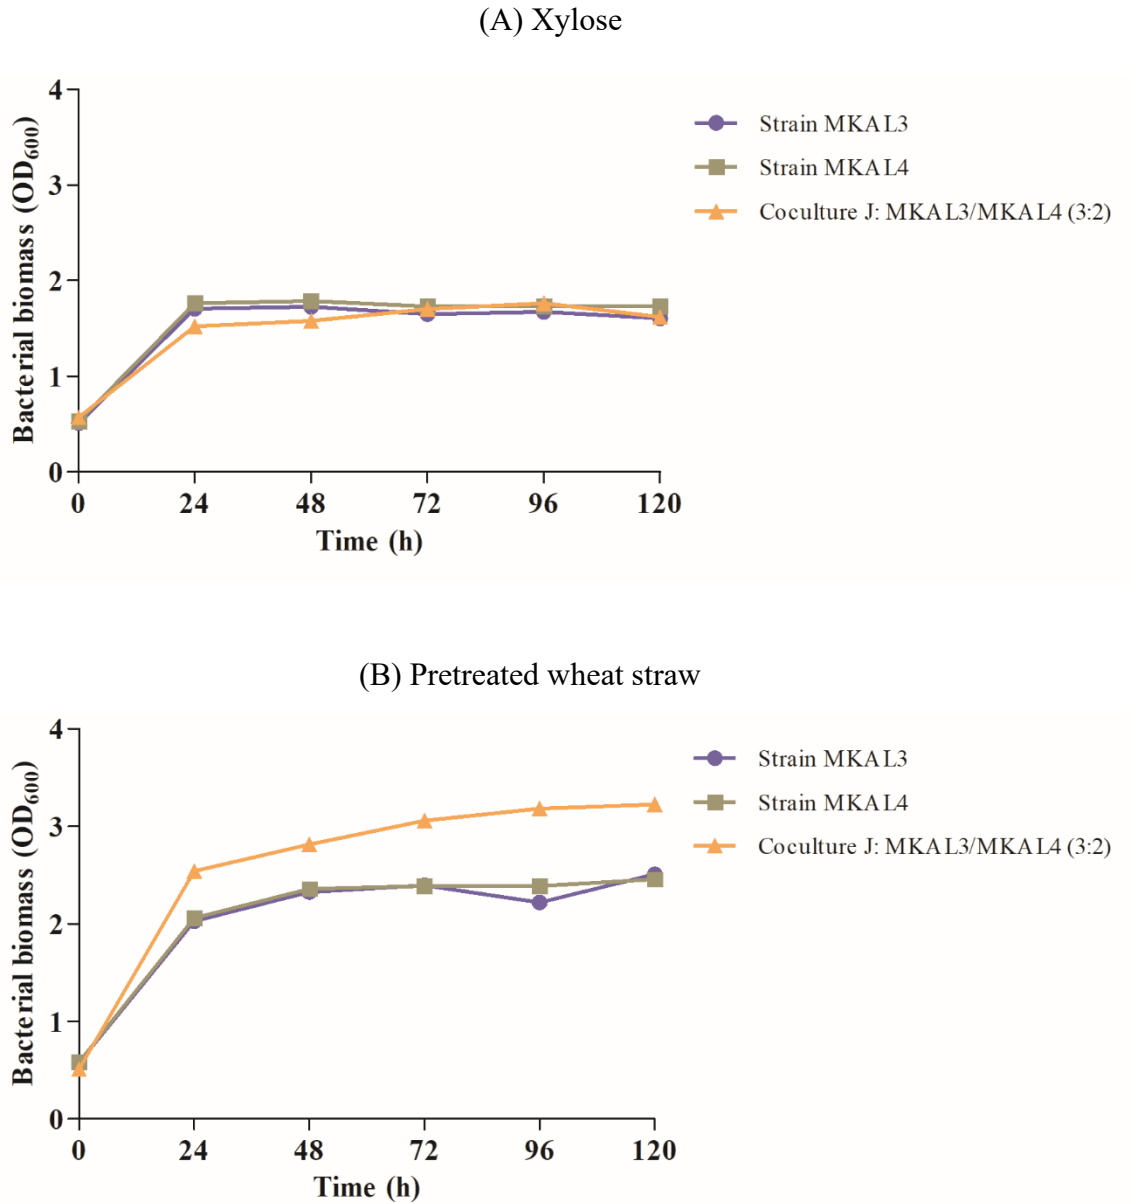 (A) Xylose
4
3
2
1
0
Bacterial biomass (OD600)
0 24 48 72 96 120
Time (h)
Strain MKAL3
Strain MKAL4
Coculture J: MKAL3/MKAL4 (3:2)
(B) Pretreated wheat straw
4
3
2
1
0
Bacterial biomass (OD600)
0 24 48 72 96 120
Time (h)
Strain MKAL3
Strain MKAL4
Coculture J: MKAL3/MKAL4 (3:2)